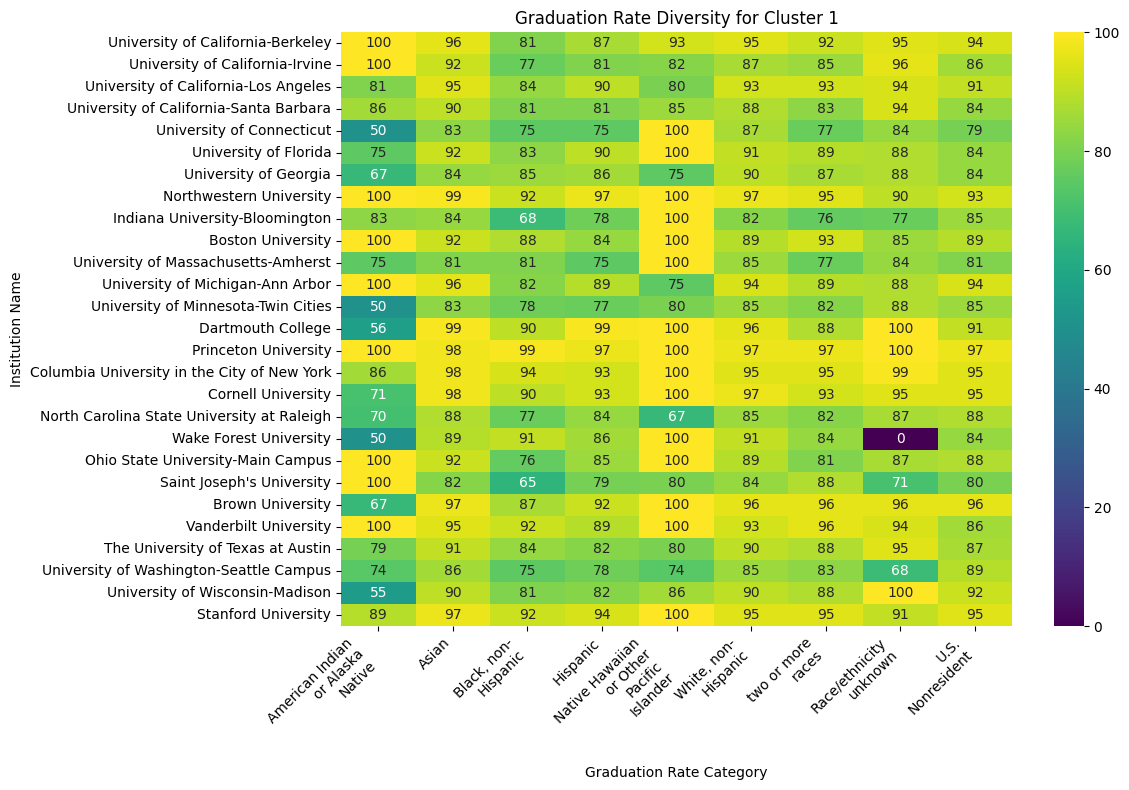 Graduation Rate Diversity for Cluster 1
Institution Name
University of California-Berkeley 100 96 81 87 93 95 92 95 94
University of California-Irvine 100 92 77 81 82 87 85 96 86
University of California-Los Angeles 81 95 84 90 80 93 93 94 91
University of California-Santa Barbara 86 90 81 81 85 88 83 94 84
University of Connecticut 50 83 75 75 100 87 77 84 79
University of Florida 75 92 83 90 100 91 89 88 84
University of Georgia 67 84 85 86 75 90 87 88 84
Northwestern University 100 99 92 97 100 97 95 90 93
Indiana University-Bloomington 83 84 68 78 100 82 76 77 85
Boston University 100 92 88 84 100 89 93 85 89
University of Massachusetts-Amherst 75 81 81 75 100 85 77 84 81
University of Michigan-Ann Arbor 100 96 82 89 75 94 89 88 94
University of Minnesota-Twin Cities 50 83 78 77 80 85 82 88 85
Dartmouth College 56 99 90 99 100 96 88 100 91
Princeton University 100 98 99 97 100 97 97 100 97
Columbia University in the City of New York 86 98 94 93 100 95 95 99 95
Cornell University 71 98 90 93 100 97 93 95 95
North Carolina State University at Raleigh 70 88 77 84 67 85 82 87 88
Wake Forest University 50 89 91 86 100 91 84 0 84
Ohio State University-Main Campus 100 92 76 85 100 89 81 87 88
Saint Joseph's University 100 82 65 79 80 84 88 71 80
Brown University 67 97 87 92 100 96 96 96 96
Vanderbilt University 100 95 92 89 100 93 96 94 86
The University of Texas at Austin 79 91 84 82 80 90 88 95 87
University of Washington-Seattle Campus 74 86 75 78 74 85 83 68 89
University of Wisconsin-Madison 55 90 81 82 86 90 88 100 92
Stanford University 89 97 92 94 100 95 95 91 95
American Indian
or Alaska
Native
Asian
Black, non-
Hispanic
Hispanic
Native Hawaiian
or Other
Pacific
Islander
White, non-
Hispanic
two or more
races
Race/ethnicity
unknown
U.S.
Nonresident
Graduation Rate Category
100
80
60
40
20
0